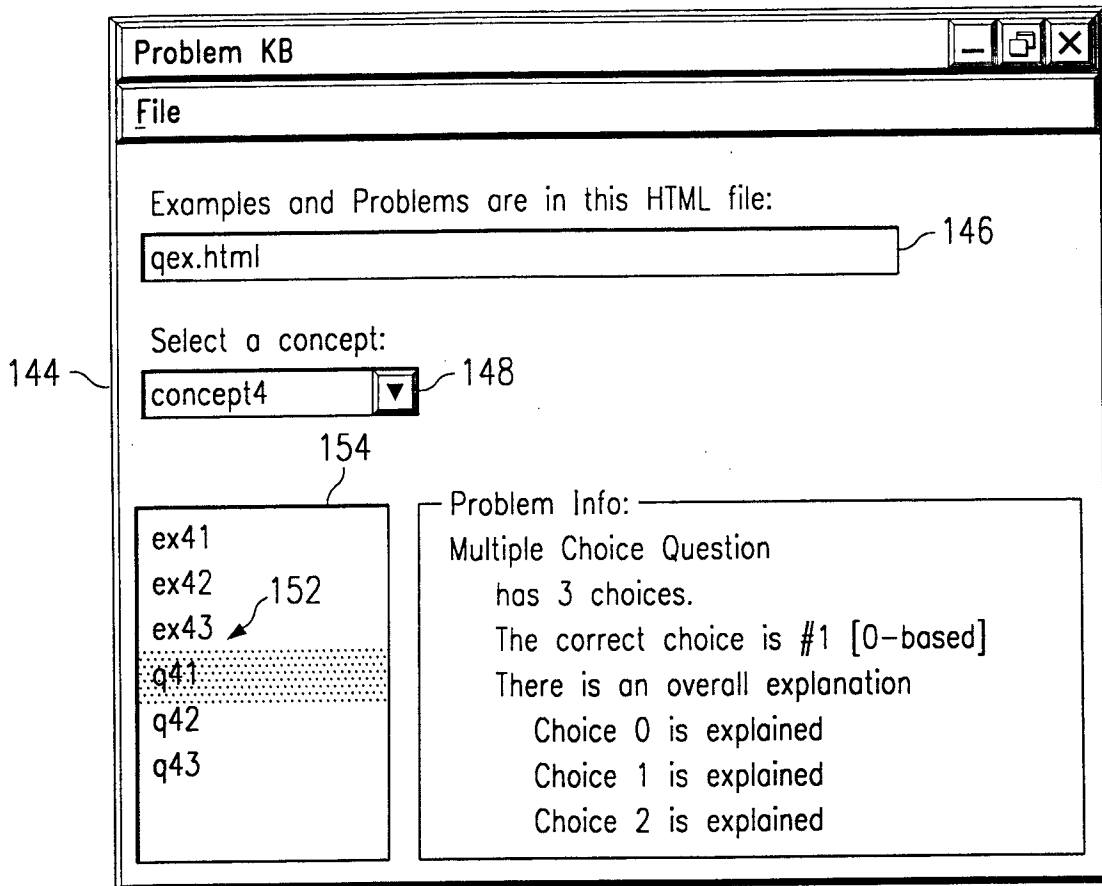 Problem KB
File
Examples and Problems are in this HTML file:
qex.html
146
Select a concept:
144
concept4
148
154
ex41
ex42
152
ex43
q41
q42
q43
Problem Info:
Multiple Choice Question
has 3 choices.
The correct choice is #1 [0-based]
There is an overall explanation
Choice 0 is explained
Choice 1 is explained
Choice 2 is explained